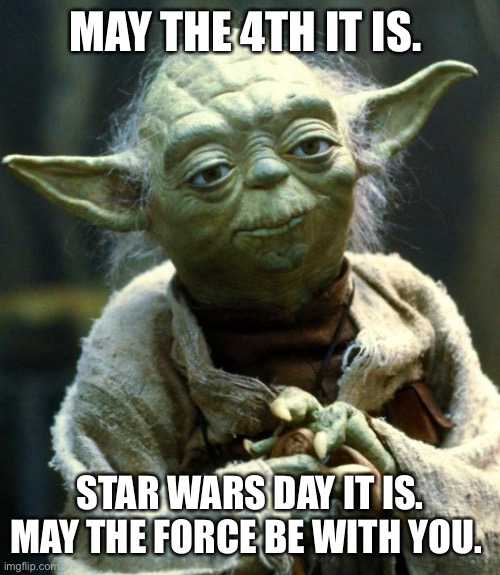 MAY THE 4TH IT IS.
STAR WARS DAY IT IS.
MAY THE FORCE BE WITH YOU.
imgflip.com